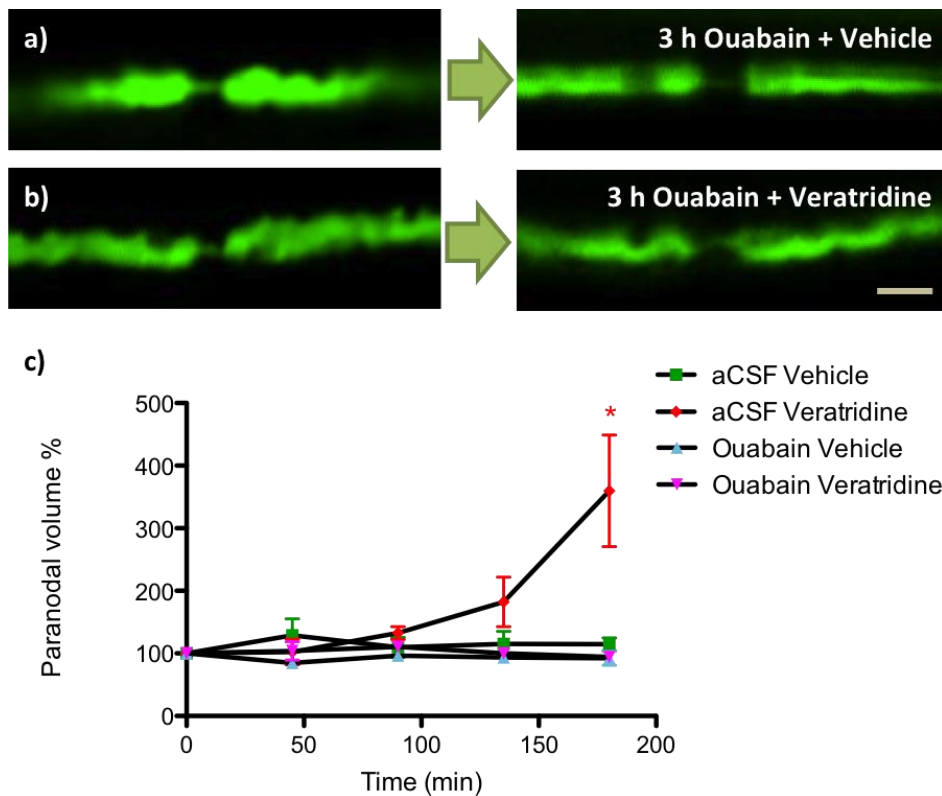 a)
3 h Ouabain + Vehicle
b)
3 h Ouabain + Veratridine
c)
aCSF Vehicle
aCSF Veratridine
Ouabain Vehicle
Ouabain Veratridine
*
500
400
300
200
100
0
Paranodal volume %
0 50 100 150 200
Time (min)